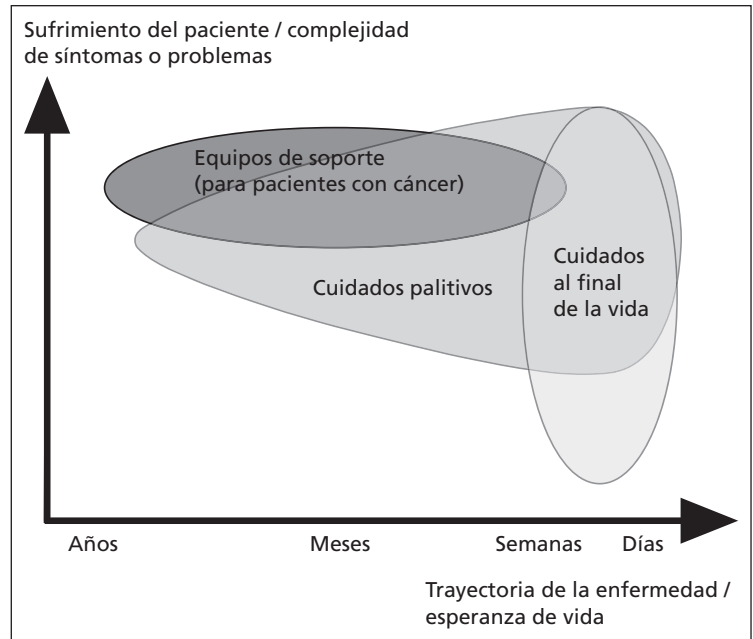 Sufrimiento del paciente / complejidad
de síntomas o problemas
Equipos de soporte
(para pacientes con cáncer)
Cuidados palitivos
Cuidados
al final
de la vida
Años Meses Semanas Días
Trayectoria de la enfermedad /
esperanza de vida